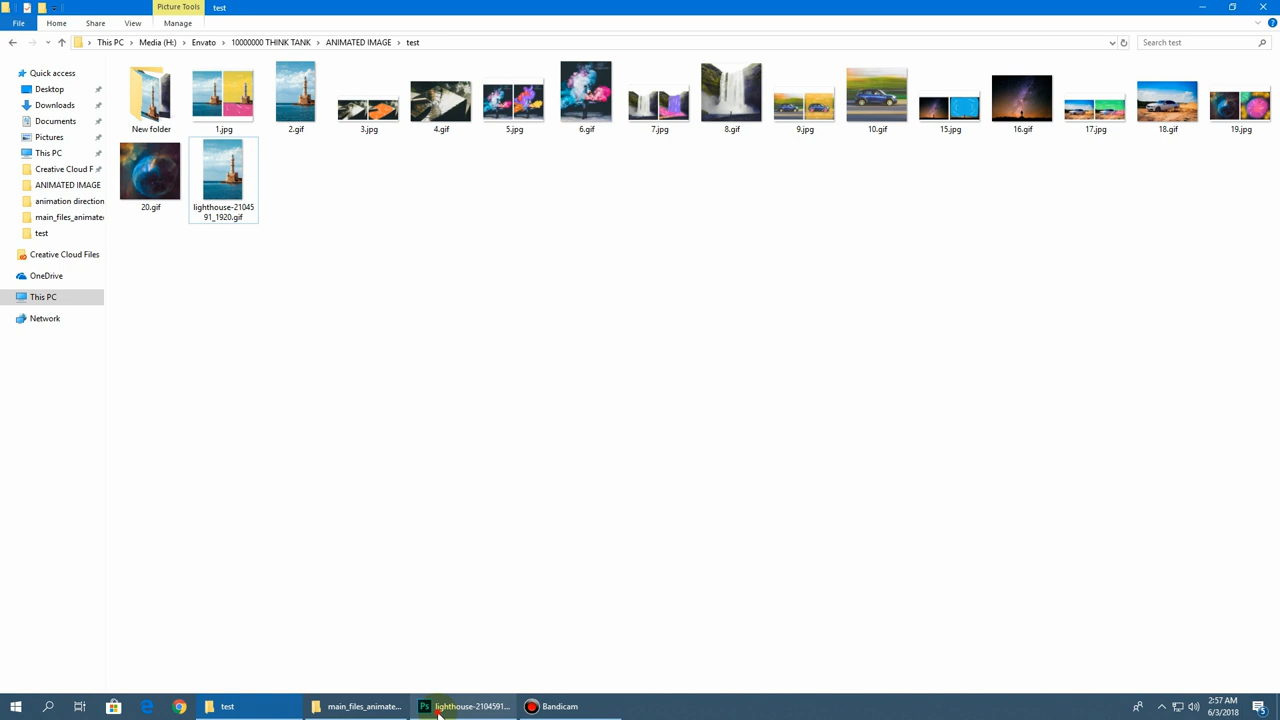 Picture Tools
test
File
Home
Share
View
Manage
This PC
Media (H:)
Envato
10000000 THINK TANK
ANIMATED IMAGE
test
Search test
Quick access
Desktop
Downloads
Documents
Pictures
This PC
Creative Cloud F
ANIMATED IMAGE
animation direction
main_files_animate
test
Creative Cloud Files
OneDrive
This PC
Network
New folder
1.jpg
2.gif
3.jpg
4.gif
5.jpg
6.gif
7.jpg
8.gif
9.jpg
10.gif
15.jpg
16.gif
17.jpg
18.gif
19.jpg
20.gif
lighthouse-21045
91_1920.gif
test
main_files_animate...
Ps
lighthouse-2104591...
Bandicam
2:57 AM
6/3/2018
5